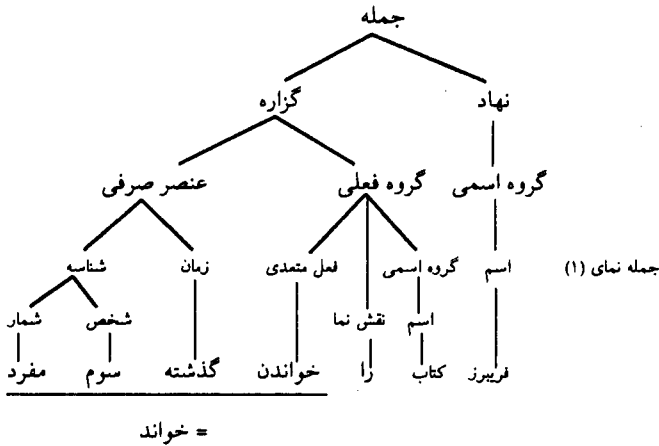 جمله
نهاد گزاره
گروه اسمی گروه فعلی عنصر صرفی
جمله نمای (۱) اسم گروه اسمی فعل متعدی زمان شناسه
اسم نقش نما شخص شمار
فریبرز کتاب را خواندن گذشته سوم مفرد
= خواند